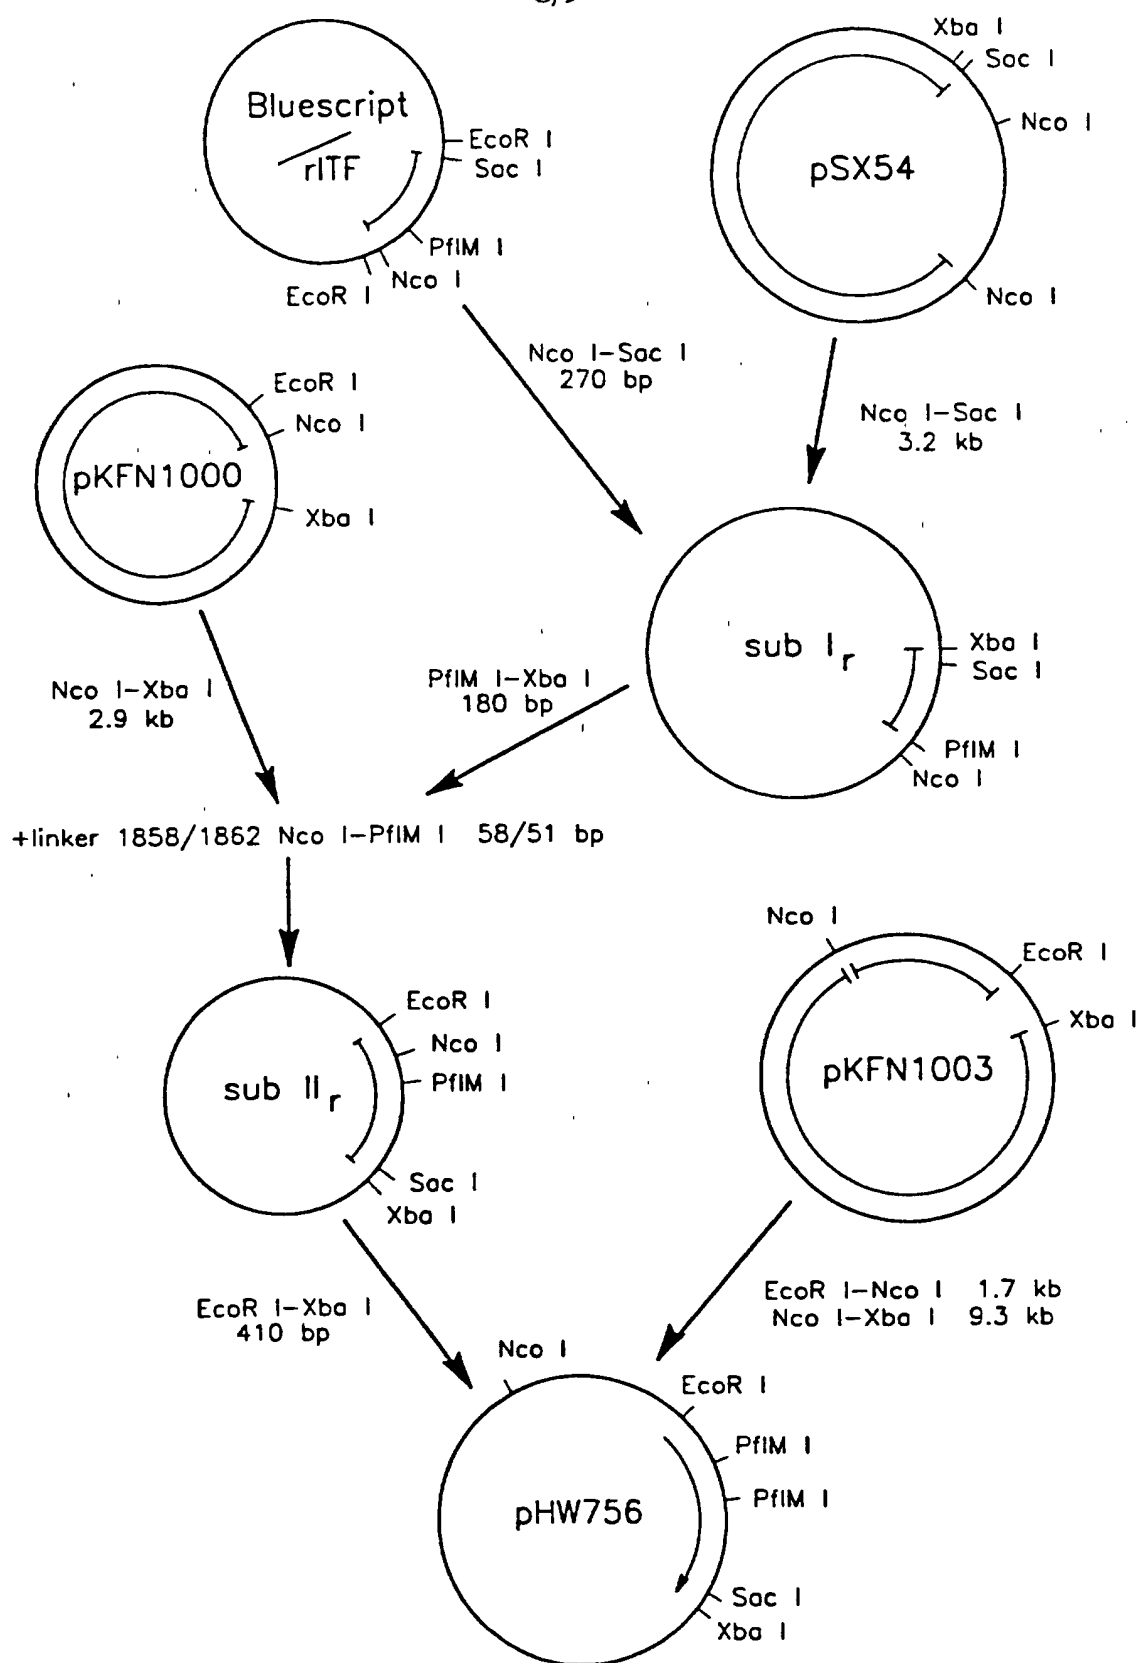 Bluescript
rITF
EcoR I
Sac I
PflM I
Nco I
EcoR I
Xba I
Sac I
Nco I
pSX54
Nco I
Nco I-Sac I
270 bp
Nco I-Sac I
3.2 kb
EcoR I
Nco I
pKFN1000
Xba I
Nco I-Xba I
2.9 kb
PflM I-Xba I
180 bp
sub Ir
Xba I
Sac I
PflM I
Nco I
+linker 1858/1862 Nco I-PflM I 58/51 bp
EcoR I
Nco I
PflM I
sub IIr
Sac I
Xba I
Nco I
EcoR I
Xba I
pKFN1003
EcoR I-Xba I
410 bp
EcoR I-Nco I 1.7 kb
Nco I-Xba I 9.3 kb
Nco I
EcoR I
PflM I
PflM I
pHW756
Sac I
Xba I